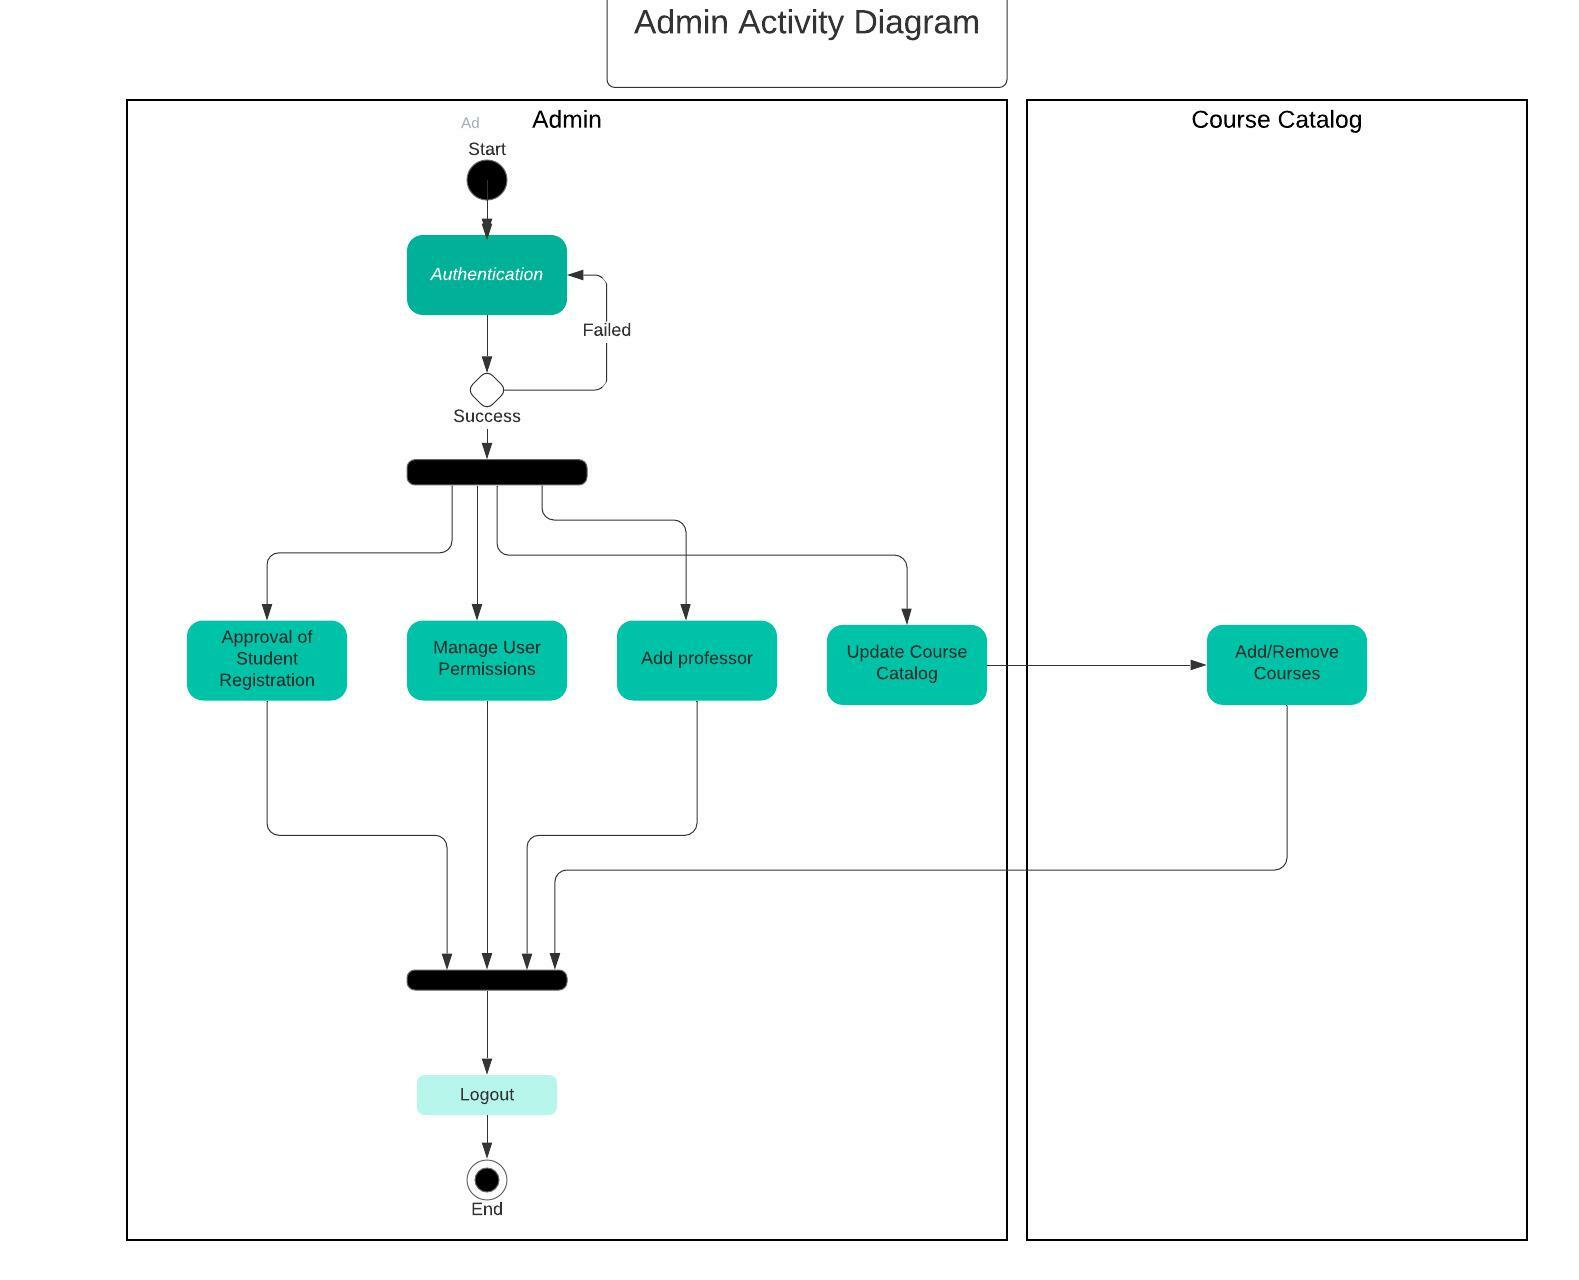 Admin Activity Diagram
Admin
Course Catalog
Ad
Start
Authentication
Failed
Success
Approval of
Student
Registration
Manage User
Permissions
Add professor
Update Course
Catalog
Add/Remove
Courses
Logout
End